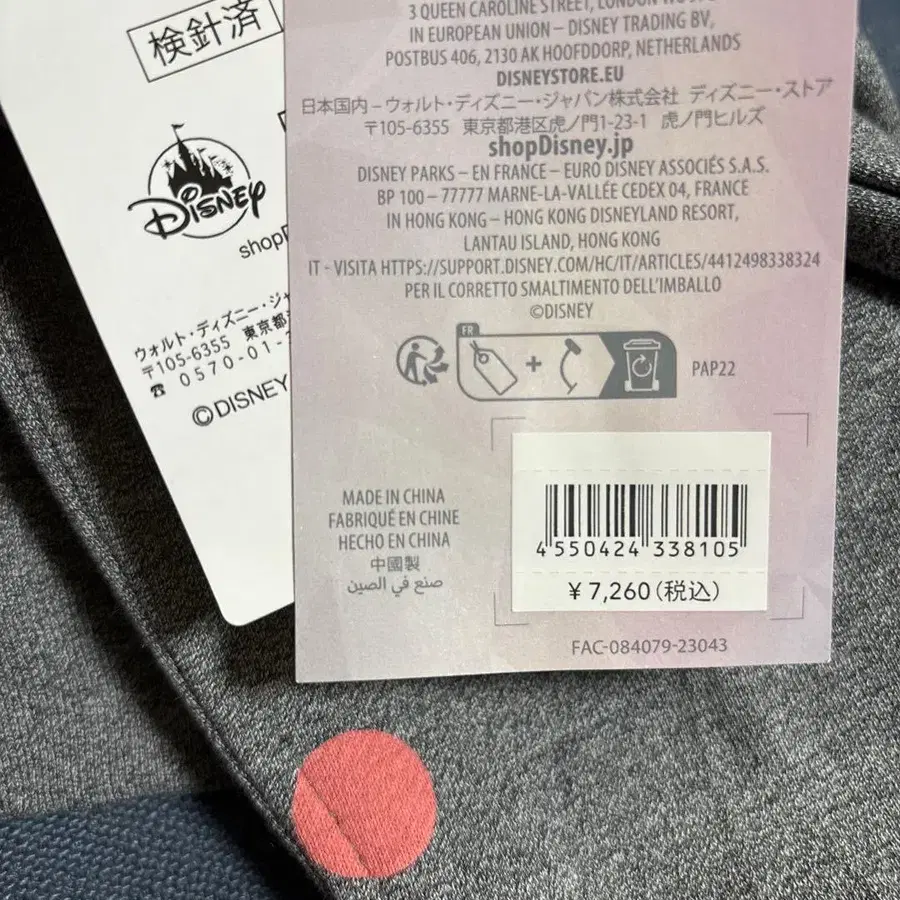 検針済
Disney
shop
ウォルト・ディズニー・ジャ
〒105-6355 東京都
☎ 0570-01-
©DISNEY
3 QUEEN CAROLINE STREET, LONDON
IN EUROPEAN UNION – DISNEY TRADING BV,
POSTBUS 406, 2130 AK HOOFDDORP, NETHERLANDS
DISNEYSTORE.EU
日本国内 – ウォルト・ディズニー・ジャパン株式会社 ディズニー・ストア
〒105-6355 東京都港区虎ノ門1-23-1 虎ノ門ヒルズ
shopDisney.jp
DISNEY PARKS – EN FRANCE – EURO DISNEY ASSOCIÉS S.A.S.
BP 100 – 77777 MARNE-LA-VALLÉE CEDEX 04, FRANCE
IN HONG KONG – HONG KONG DISNEYLAND RESORT,
LANTAU ISLAND, HONG KONG
IT - VISITA HTTPS://SUPPORT.DISNEY.COM/HC/IT/ARTICLES/4412498338324
PER IL CORRETTO SMALTIMENTO DELL'IMBALLO
©DISNEY
FR
+
PAP22
MADE IN CHINA
FABRIQUÉ EN CHINE
HECHO EN CHINA
中國製
صنع في الصين
4 550424 338105
¥ 7,260(税込)
FAC-084079-23043